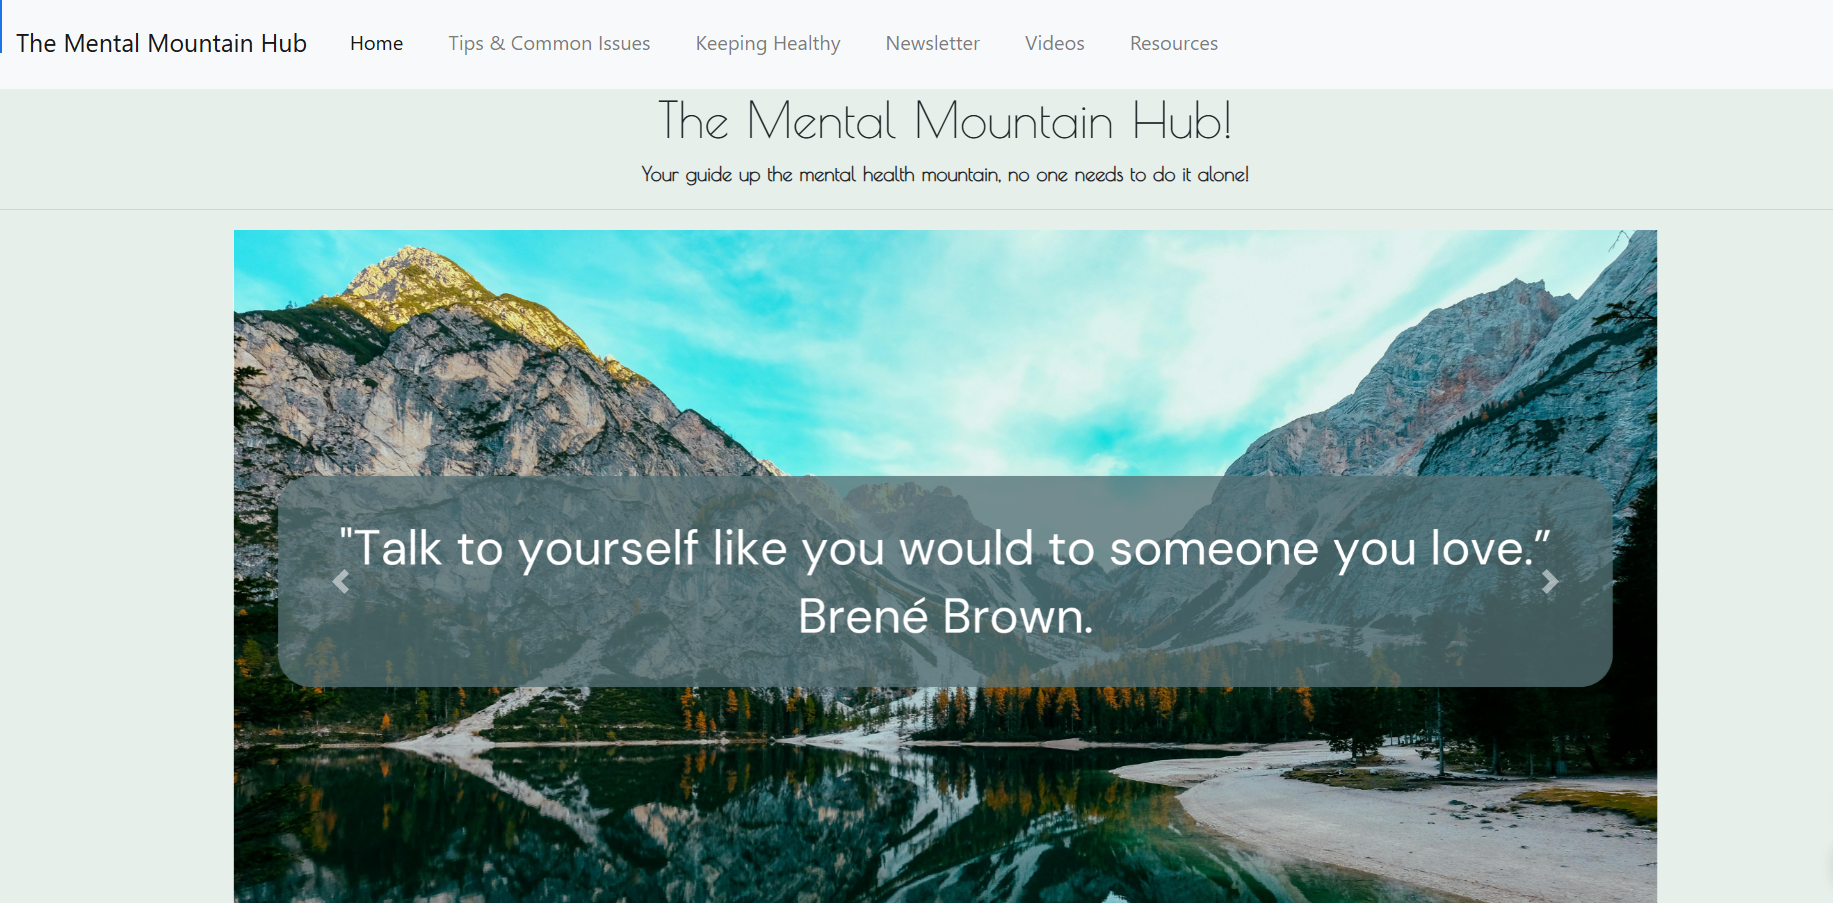 The Mental Mountain Hub Home Tips & Common Issues Keeping Healthy Newsletter Videos Resources
The Mental Mountain Hub!
Your guide up the mental health mountain, no one needs to do it alone!
"Talk to yourself like you would to someone you love.”
Brené Brown.